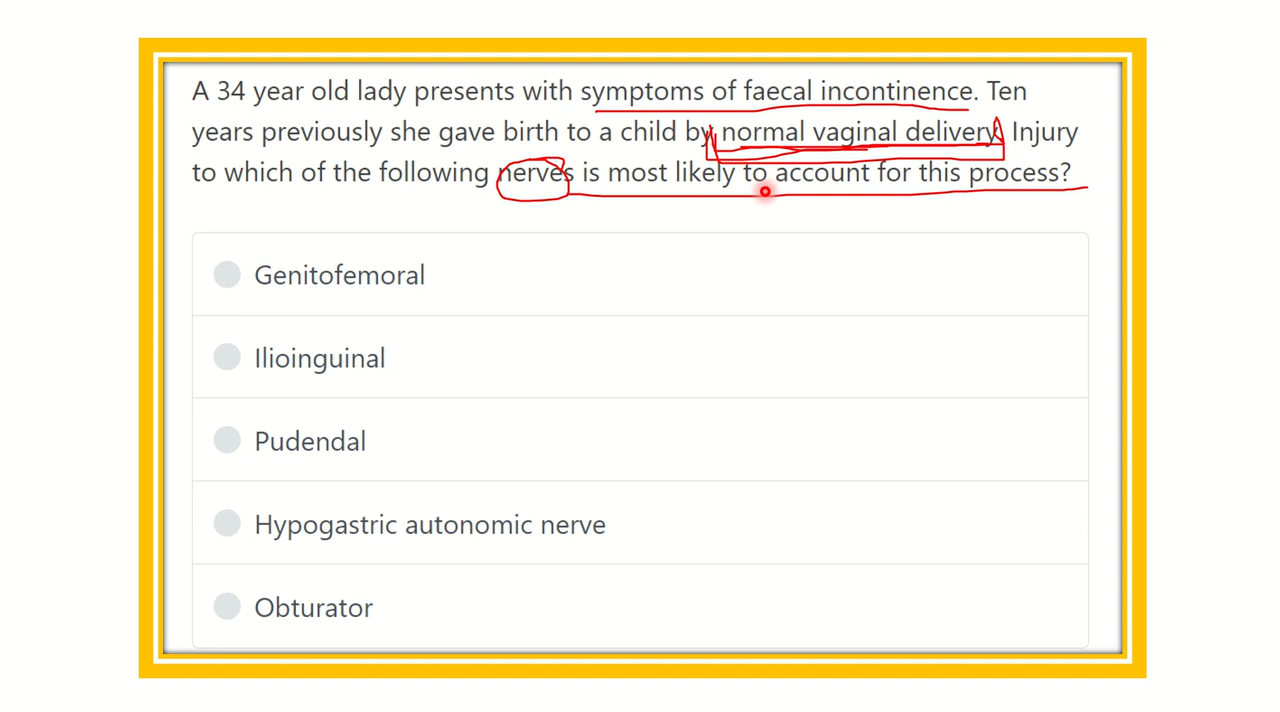 A 34 year old lady presents with symptoms of faecal incontinence. Ten
years previously she gave birth to a child by normal vaginal delivery. Injury
to which of the following nerves is most likely to account for this process?
Genitofemoral
Ilioinguinal
Pudendal
Hypogastric autonomic nerve
Obturator